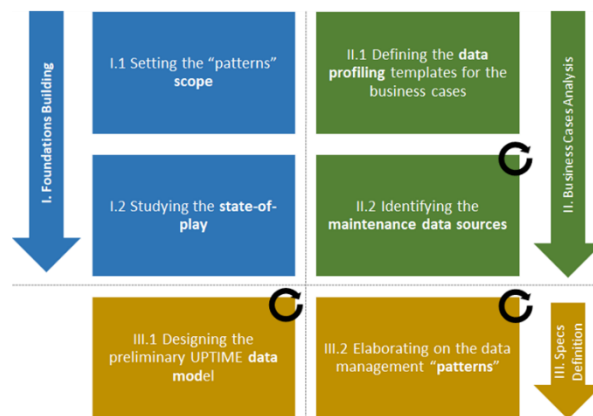 I. Foundations Building
I.1 Setting the “patterns”
scope
II.1 Defining the data
profiling templates for the
business cases
II. Business Cases Analysis
I.2 Studying the state-of-
play
II.2 Identifying the
maintenance data sources
III.1 Designing the
preliminary UPTIME data
model
III.2 Elaborating on the data
management “patterns”
III. Specs
Definition